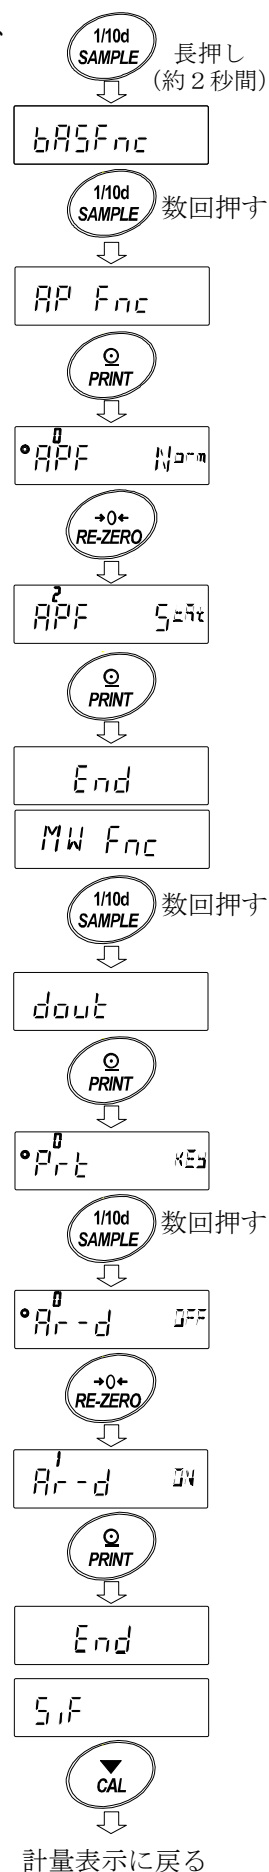 1/10d
SAMPLE
長押し
(約２秒間)
bASFnc
1/10d
SAMPLE
数回押す
AP Fnc
PRINT
0
APF Norm
→0←
RE-ZERO
2
APF Stat
PRINT
End
MW Fnc
1/10d
SAMPLE
数回押す
dout
PRINT
0
Prt KEy
1/10d
SAMPLE
数回押す
0
Ar-d OFF
→0←
RE-ZERO
1
Ar-d ON
PRINT
End
SiF
CAL
計量表示に戻る